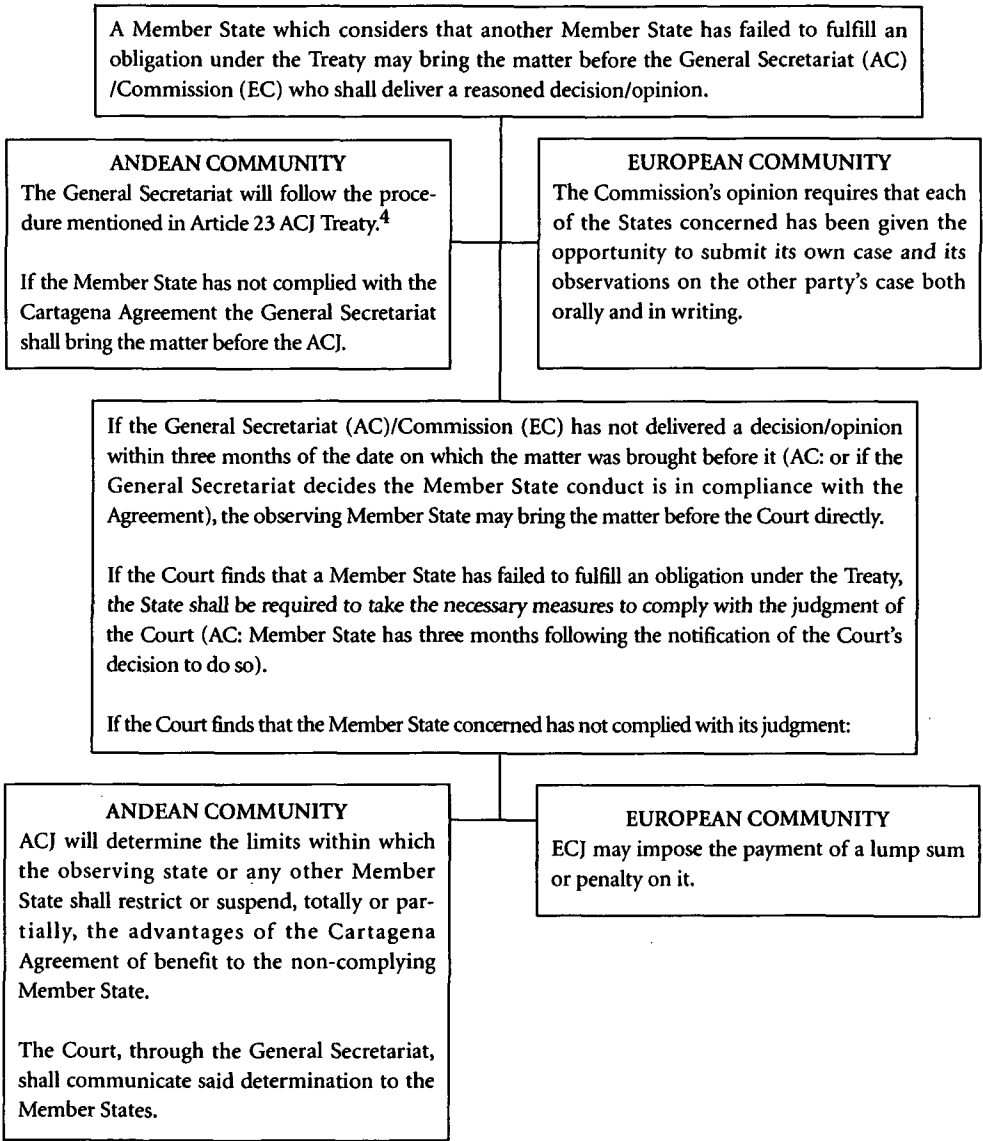 A Member State which considers that another Member State has failed to fulfill an
obligation under the Treaty may bring the matter before the General Secretariat (AC)
/Commission (EC) who shall deliver a reasoned decision/opinion.
ANDEAN COMMUNITY
The General Secretariat will follow the proce-
dure mentioned in Article 23 ACJ Treaty.4
If the Member State has not complied with the
Cartagena Agreement the General Secretariat
shall bring the matter before the ACJ.
EUROPEAN COMMUNITY
The Commission's opinion requires that each
of the States concerned has been given the
opportunity to submit its own case and its
observations on the other party's case both
orally and in writing.
If the General Secretariat (AC)/Commission (EC) has not delivered a decision/opinion
within three months of the date on which the matter was brought before it (AC: or if the
General Secretariat decides the Member State conduct is in compliance with the
Agreement), the observing Member State may bring the matter before the Court directly.
If the Court finds that a Member State has failed to fulfill an obligation under the Treaty,
the State shall be required to take the necessary measures to comply with the judgment of
the Court (AC: Member State has three months following the notification of the Court's
decision to do so).
If the Court finds that the Member State concerned has not complied with its judgment:
ANDEAN COMMUNITY
ACJ will determine the limits within which
the observing state or any other Member
State shall restrict or suspend, totally or par-
tially, the advantages of the Cartagena
Agreement of benefit to the non-complying
Member State.
The Court, through the General Secretariat,
shall communicate said determination to the
Member States.
EUROPEAN COMMUNITY
ECJ may impose the payment of a lump sum
or penalty on it.